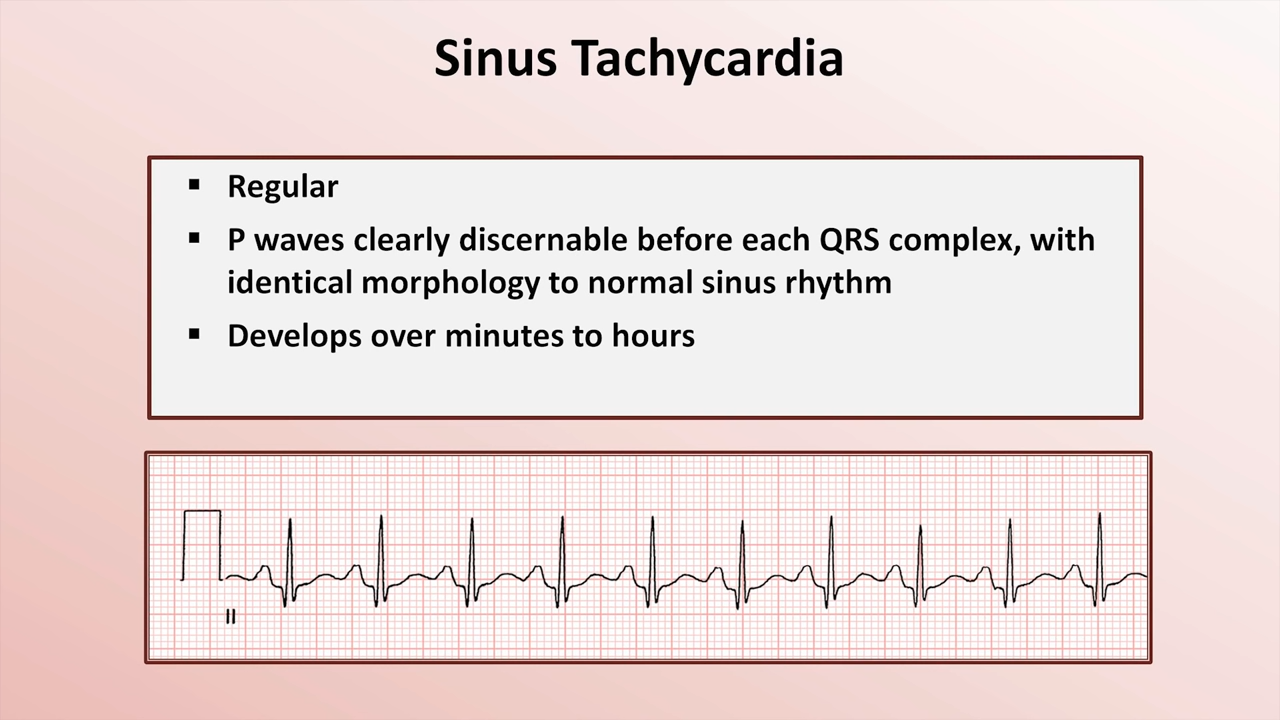 Sinus Tachycardia
▪ Regular
▪ P waves clearly discernable before each QRS complex, with
identical morphology to normal sinus rhythm
▪ Develops over minutes to hours
II